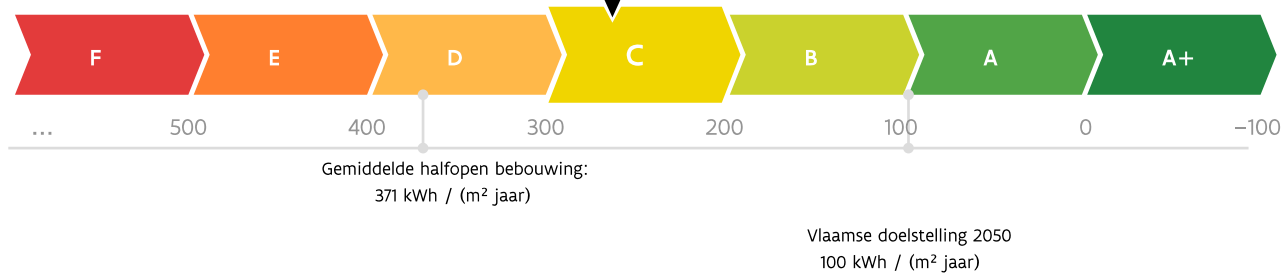 F E D C B A A+
... 500 400 300 200 100 0 −100
Gemiddelde halfopen bebouwing:
371 kWh / (m² jaar)
Vlaamse doelstelling 2050
100 kWh / (m² jaar)